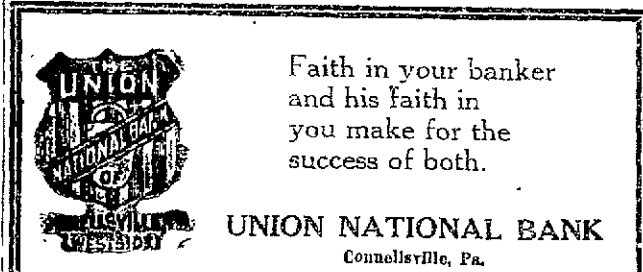 THE
UNION
NATIONAL BANK
OF
WEST SIDE
Faith in your banker
and his faith in
you make for the
success of both.
UNION NATIONAL BANK
Connellsville, Pa.